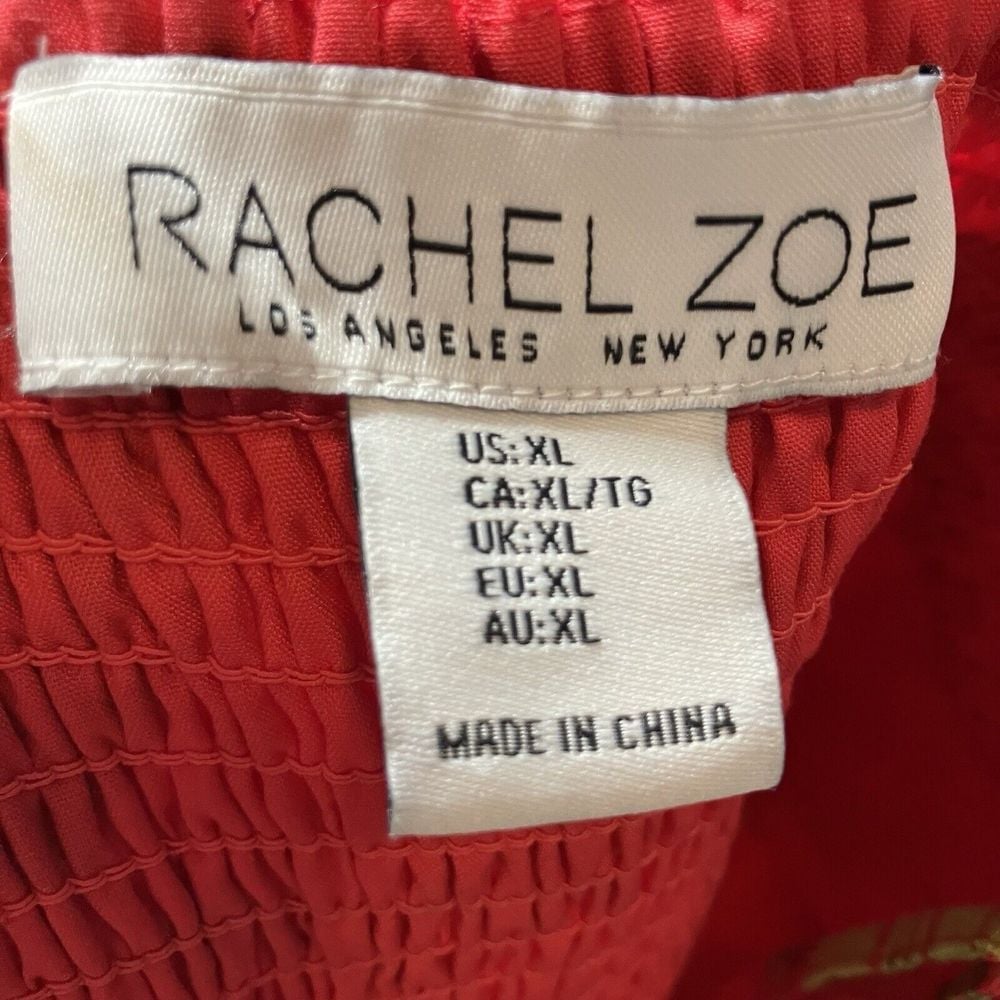 RACHEL ZOE
LOS ANGELES NEW YORK
US:XL
CA:XL/TG
UK:XL
EU:XL
AU:XL
MADE IN CHINA